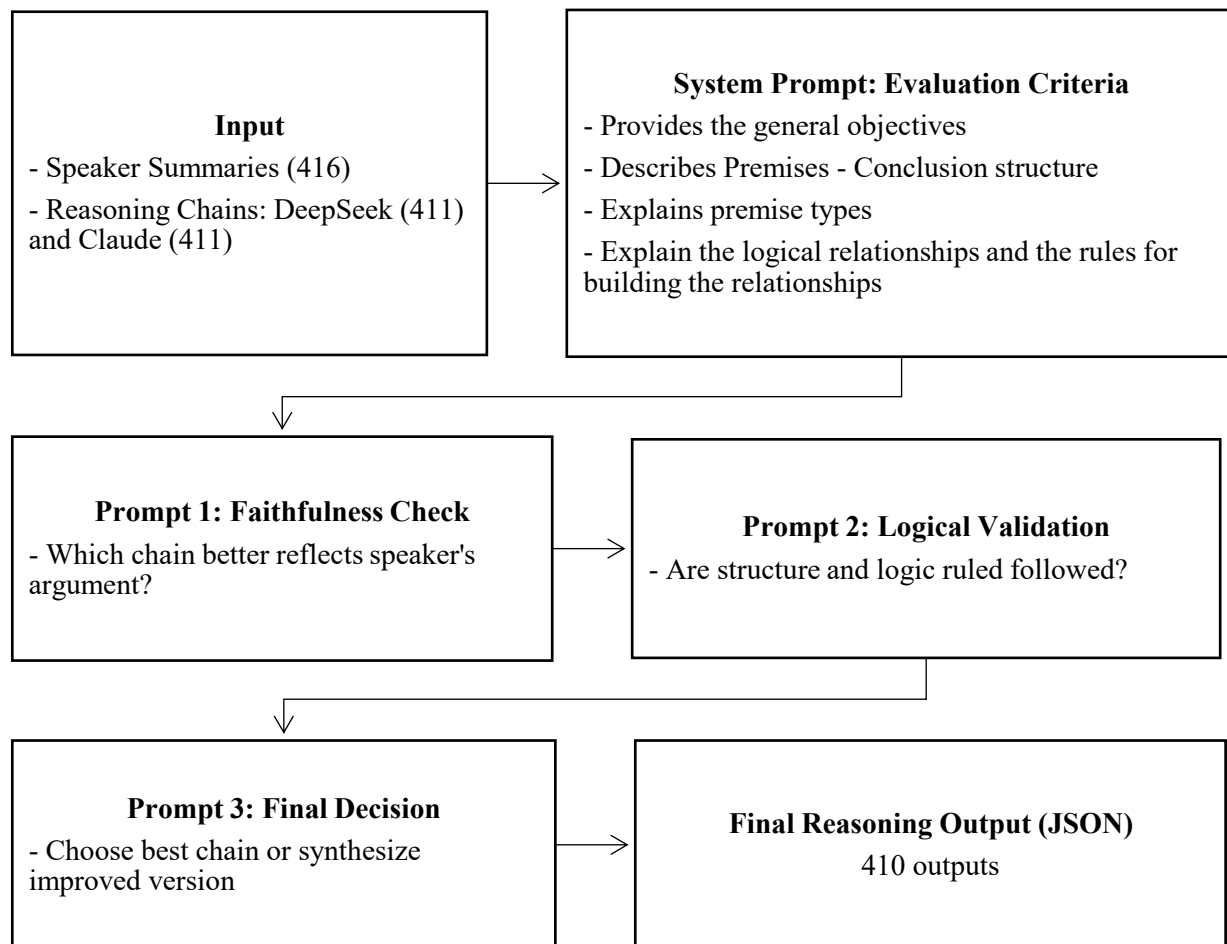 Input
- Speaker Summaries (416)
- Reasoning Chains: DeepSeek (411)
and Claude (411)
System Prompt: Evaluation Criteria
- Provides the general objectives
- Describes Premises - Conclusion structure
- Explains premise types
- Explain the logical relationships and the rules for
building the relationships
Prompt 1: Faithfulness Check
- Which chain better reflects speaker's
argument?
Prompt 2: Logical Validation
- Are structure and logic ruled followed?
Prompt 3: Final Decision
- Choose best chain or synthesize
improved version
Final Reasoning Output (JSON)
410 outputs